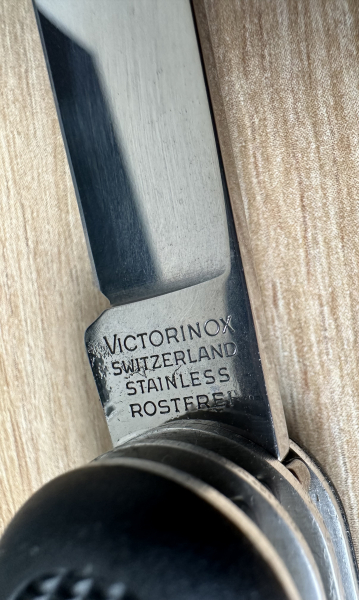 VICTORINOX
SWITZERLAND
STAINLESS
ROSTFREI